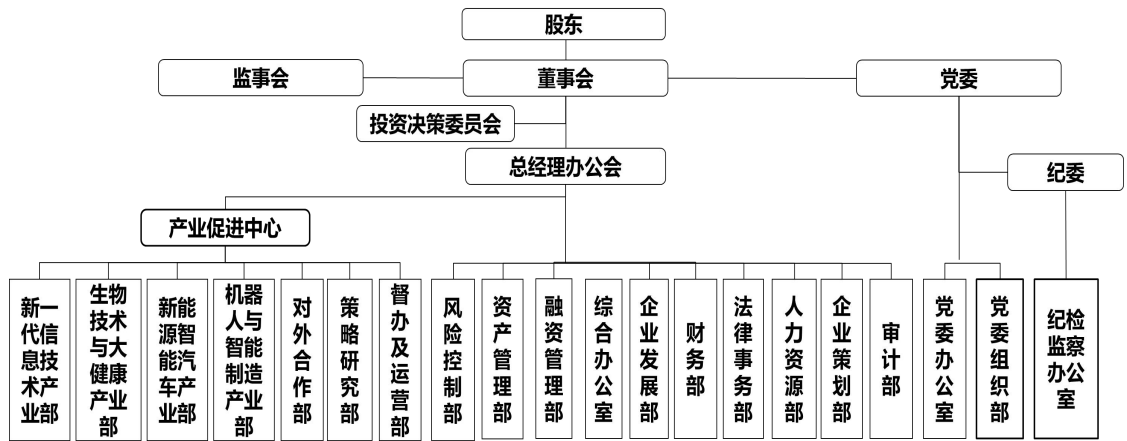 股东
监事会
董事会
党委
投资决策委员会
总经理办公会
纪委
产业促进中心
新一代信息技术产业部
生物技术与大健康产业部
新能源智能汽车产业部
机器人与智能制造产业部
对外合作部
策略研究部
督办及运营部
风险控制部
资产管理部
融资管理部
综合办公室
企业发展部
财务部
法律事务部
人力资源部
企业策划部
审计部
党委办公室
党委组织部
纪检监察办公室